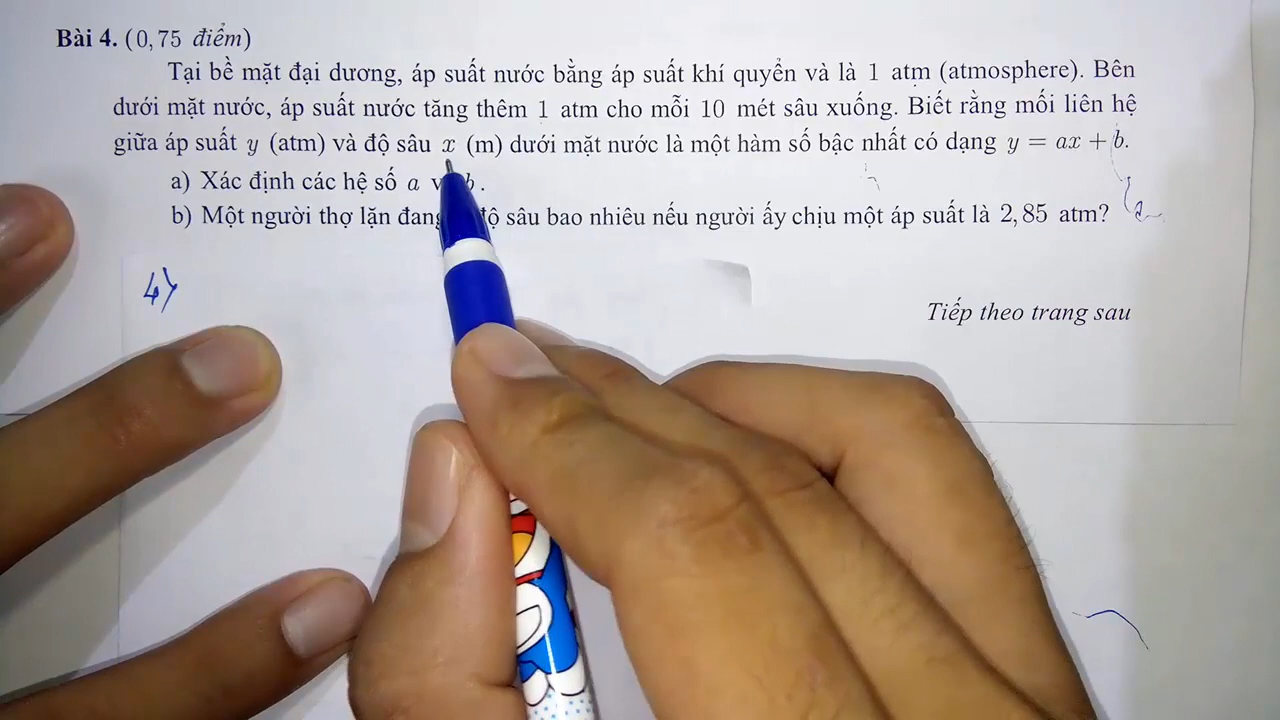 Bài 4. (0,75 điểm)
Tại bề mặt đại dương, áp suất nước bằng áp suất khí quyển và là 1 atm (atmosphere). Bên
dưới mặt nước, áp suất nước tăng thêm 1 atm cho mỗi 10 mét sâu xuống. Biết rằng mối liên hệ
giữa áp suất y (atm) và độ sâu x (m) dưới mặt nước là một hàm số bậc nhất có dạng y = ax + b.
a) Xác định các hệ số a v b.
b) Một người thợ lặn đang độ sâu bao nhiêu nếu người ấy chịu một áp suất là 2,85 atm?
4)
Tiếp theo trang sau